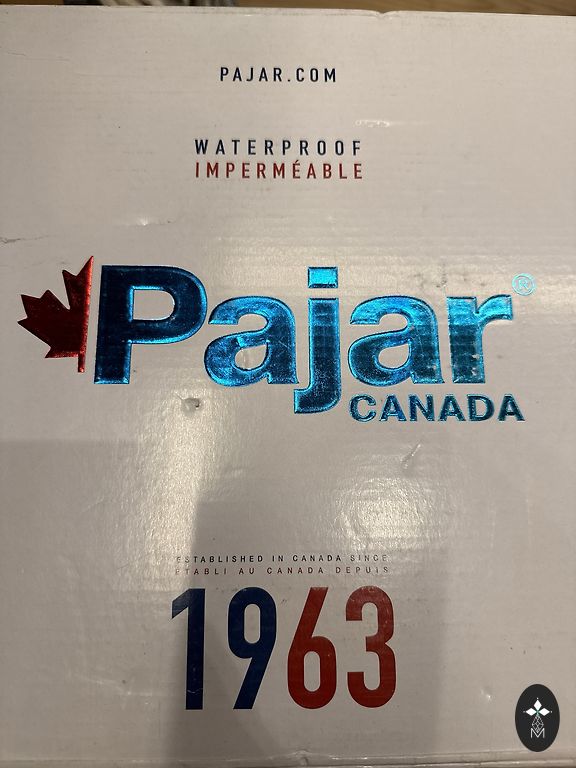 PAJAR.COM
WATERPROOF
IMPERMÉABLE
Pajar®
CANADA
ESTABLISHED IN CANADA SINCE
ÉTABLI AU CANADA DEPUIS
1963
M